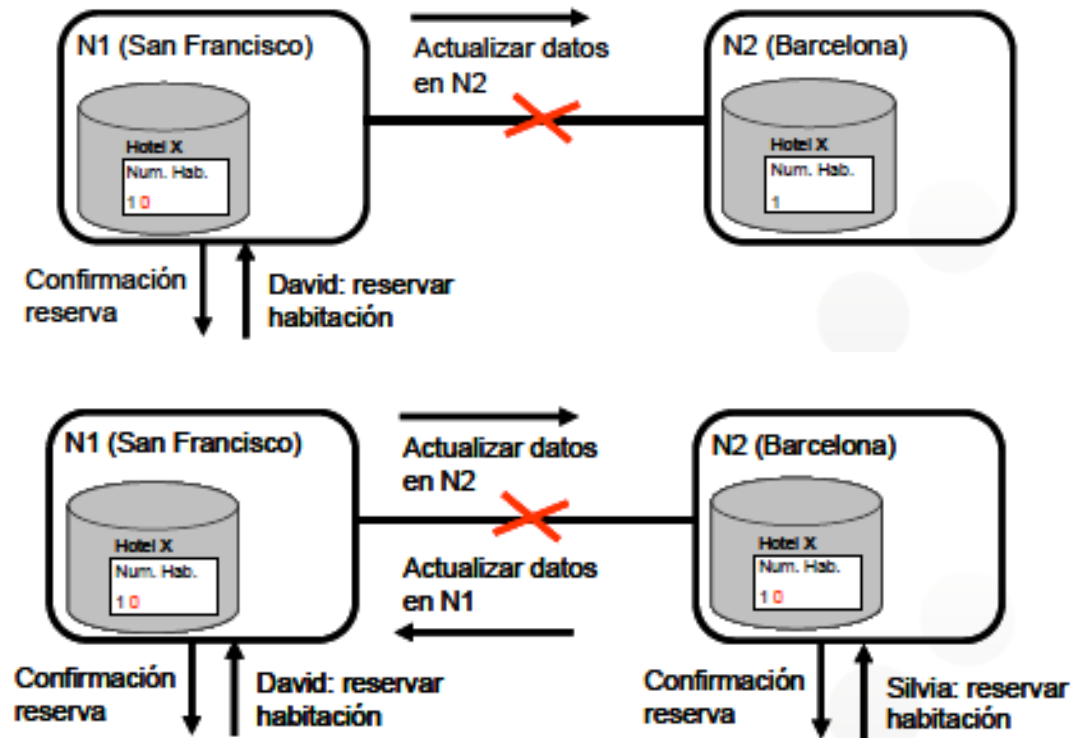 N1 (San Francisco)
Actualizar datos
en N2
N2 (Barcelona)
Hotel X
Num. Hab.
1 0
Hotel X
Num. Hab.
1
Confirmación
reserva
David: reservar
habitación
N1 (San Francisco)
Actualizar datos
en N2
N2 (Barcelona)
Hotel X
Num. Hab.
1 0
Actualizar datos
en N1
Hotel X
Num. Hab.
1 0
Confirmación
reserva
David: reservar
habitación
Confirmación
reserva
Silvia: reservar
habitación